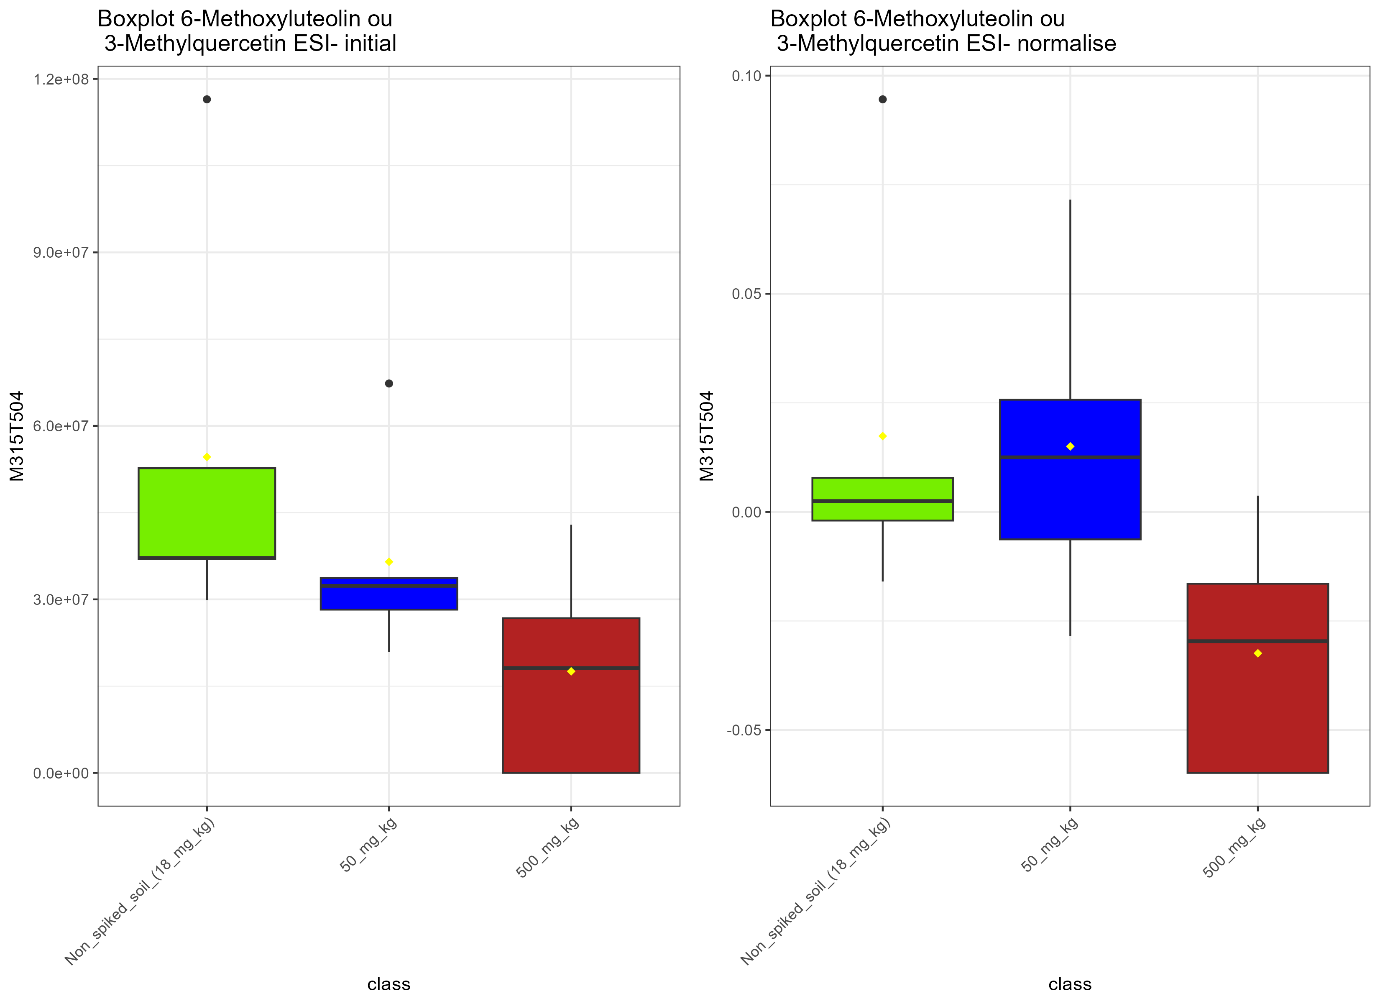 Boxplot 6-Methoxyluteolin ou
3-Methylquercetin ESI- initial
M315T504
1.2e+08
9.0e+07
6.0e+07
3.0e+07
0.0e+00
Non_spiked_soil_(18_mg_kg)
50_mg_kg
500_mg_kg
class
Boxplot 6-Methoxyluteolin ou
3-Methylquercetin ESI- normalise
M315T504
0.10
0.05
0.00
-0.05
Non_spiked_soil_(18_mg_kg)
50_mg_kg
500_mg_kg
class